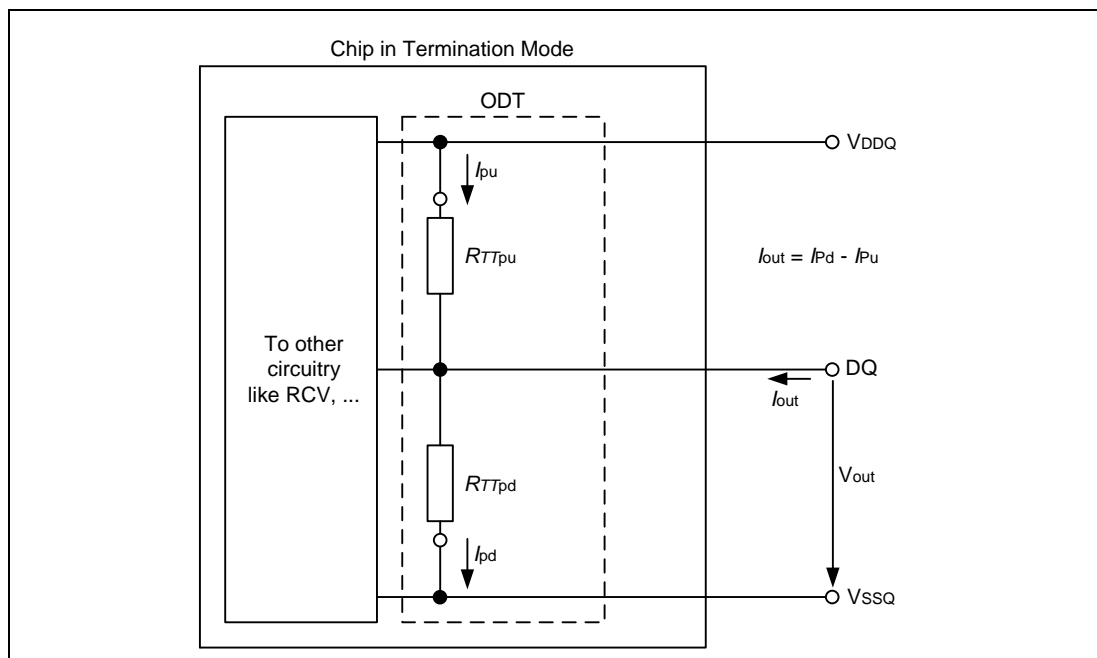 Chip in Termination Mode
ODT
VDDQ
Ipu
RTTpu
Iout = IPd - IPu
To other
circuitry
like RCV, ...
DQ
Iout
RTTpd
Vout
Ipd
VSSQ